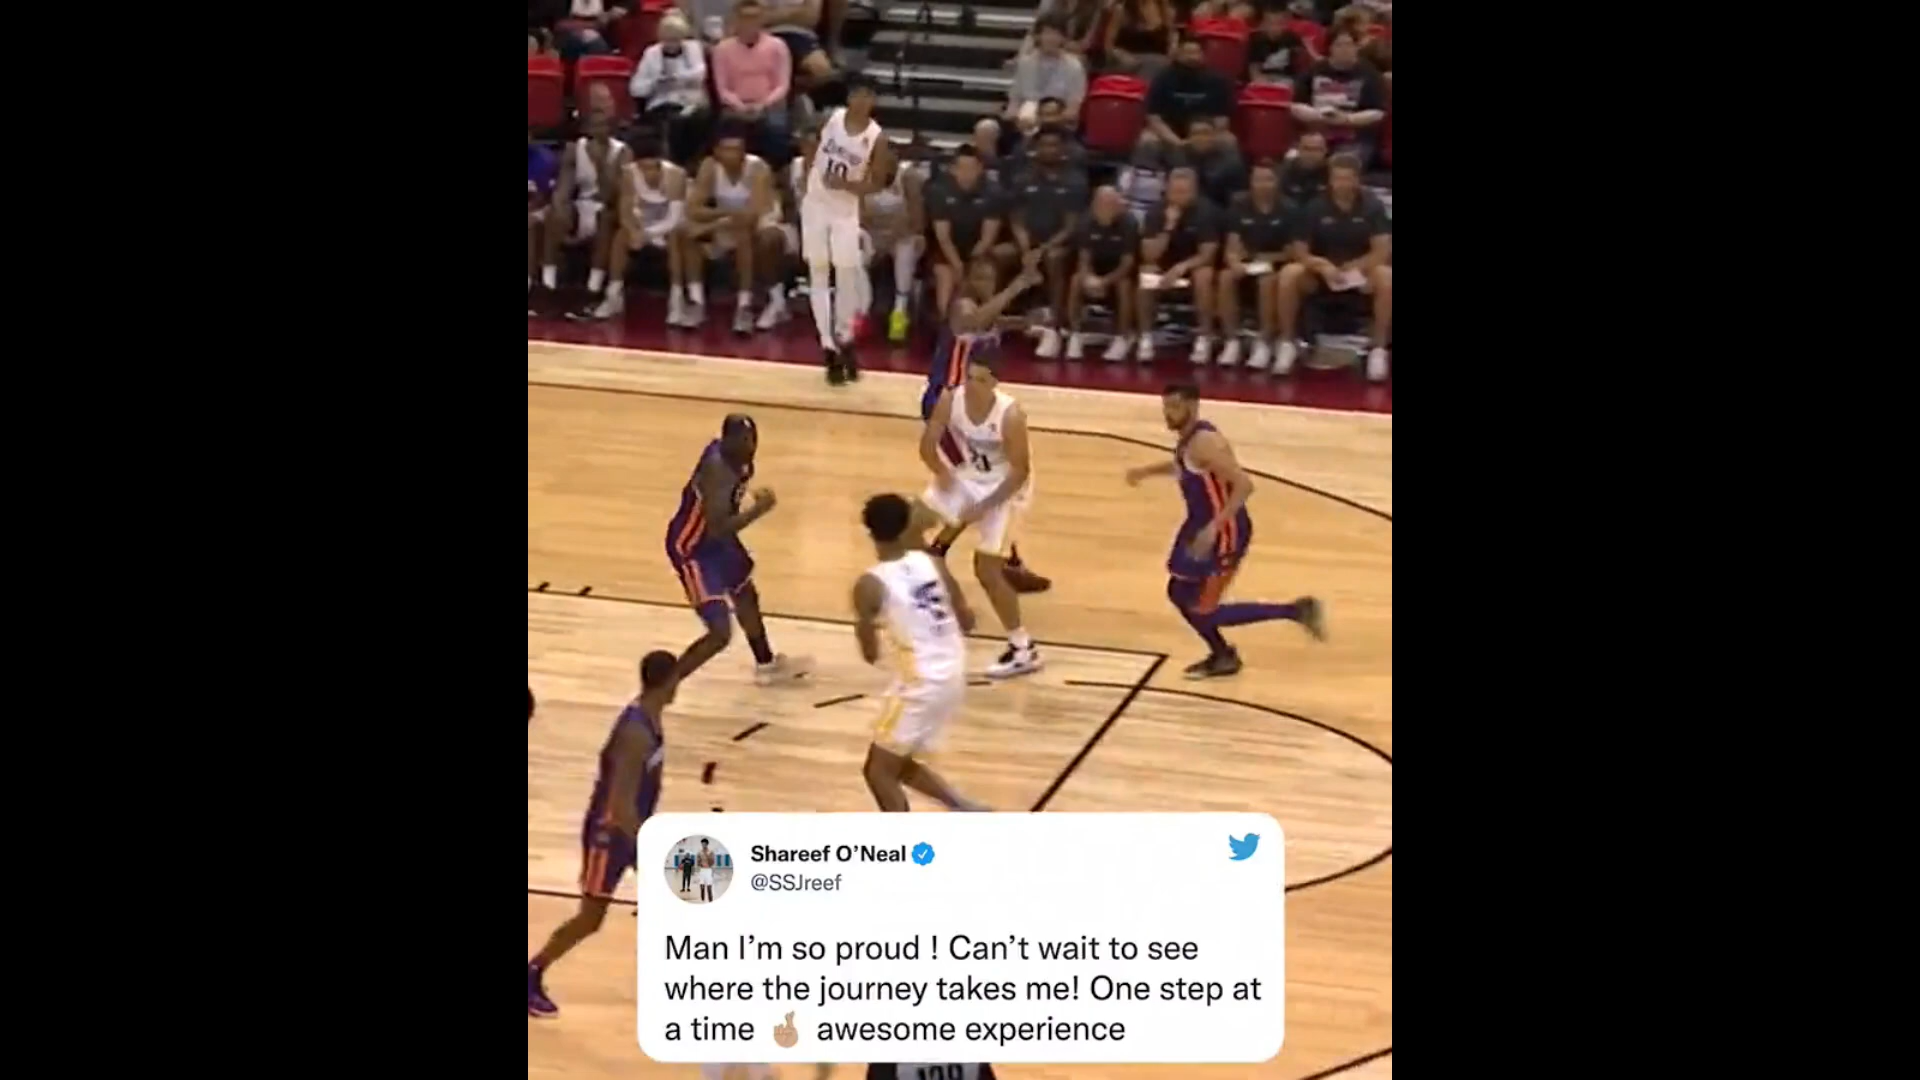 10
Shareef O’Neal
@SSJreef
Man I’m so proud ! Can’t wait to see
where the journey takes me! One step at
a time 🤞🏼 awesome experience